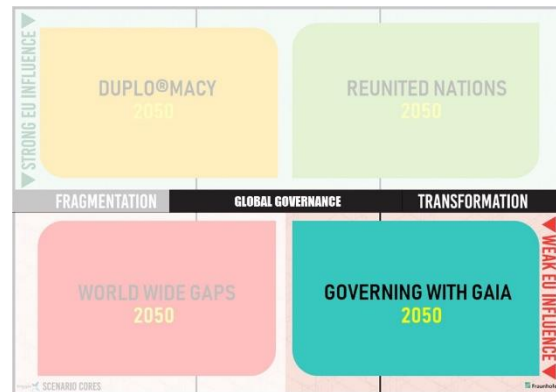 STRONG EU INFLUENCE
DUPLO®MACY
2050
REUNITED NATIONS
2050
FRAGMENTATION
GLOBAL GOVERNANCE
TRANSFORMATION
WORLD WIDE GAPS
2050
GOVERNING WITH GAIA
2050
WEAK EU INFLUENCE
SCENARIO CORES
Fraunhofer